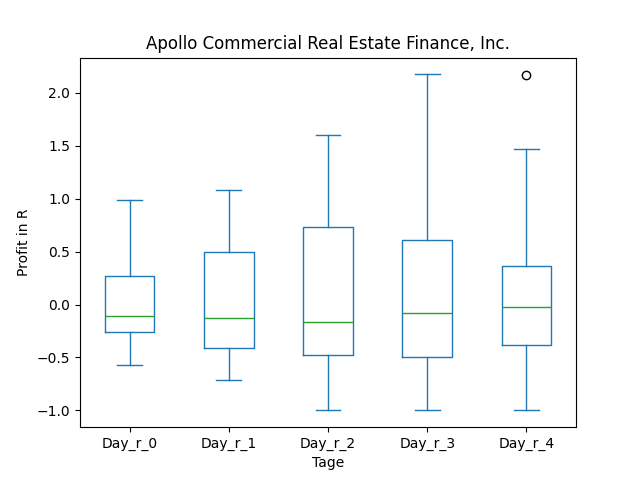 Apollo Commercial Real Estate Finance, Inc.
Profit in R
2.0
1.5
1.0
0.5
0.0
−0.5
−1.0
Day_r_0 Day_r_1 Day_r_2 Day_r_3 Day_r_4
Tage